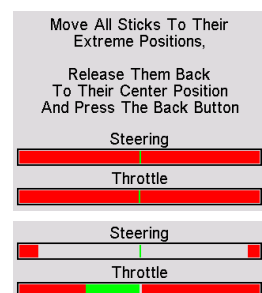 Move All Sticks To Their
Extreme Positions,
Release Them Back
To Their Center Position
And Press The Back Button
Steering
Throttle
Steering
Throttle